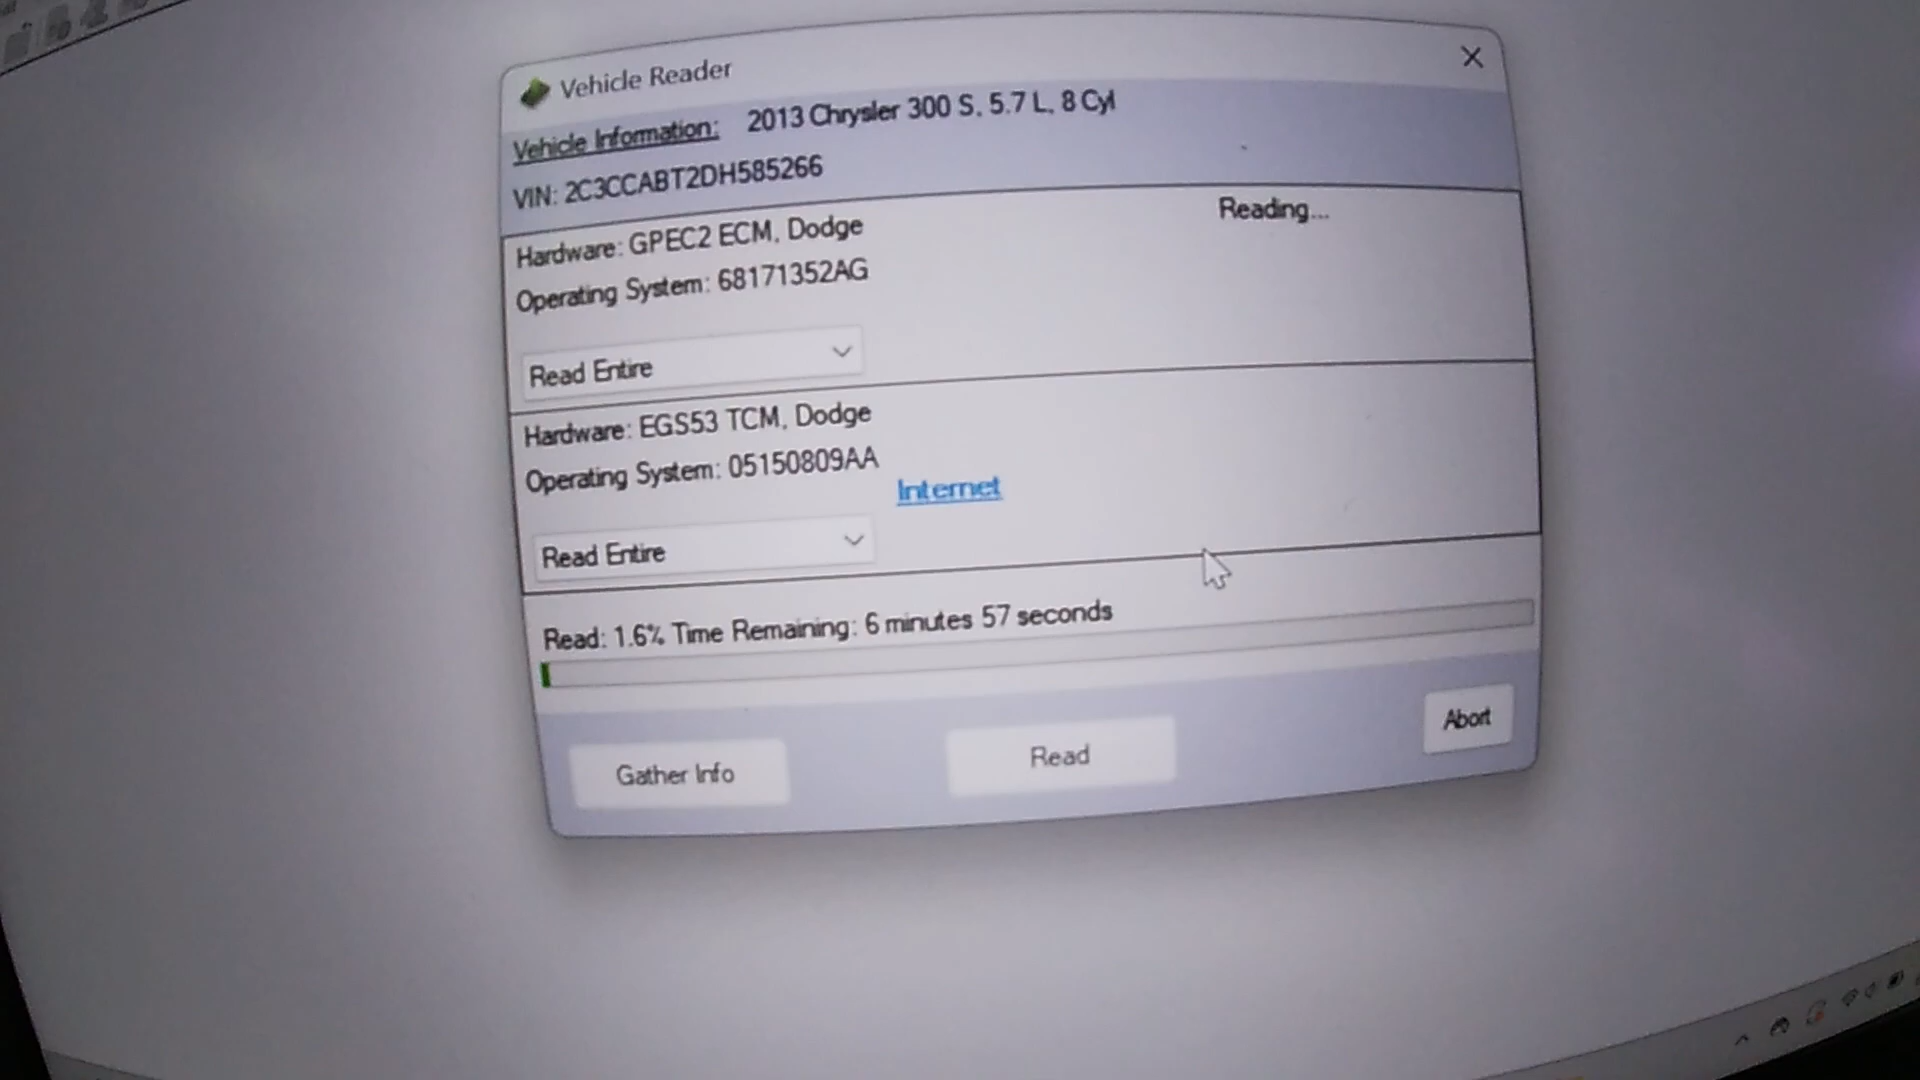 Vehicle Reader
Vehicle Information: 2013 Chrysler 300 S, 5.7 L, 8 Cyl
VIN: 2C3CCABT2DH585266
Hardware: GPEC2 ECM, Dodge
Reading...
Operating System: 68171352AG
Read Entire
Hardware: EGS53 TCM, Dodge
Operating System: 05150809AA
Internet
Read Entire
Read: 1.6% Time Remaining: 6 minutes 57 seconds
Gather Info
Read
Abort